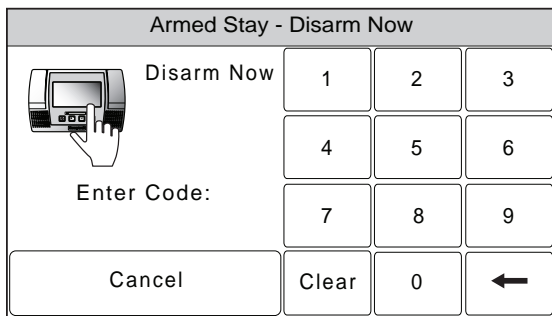 Armed Stay - Disarm Now
Disarm Now
1 2 3
4 5 6
Enter Code:
7 8 9
Cancel
Clear 0